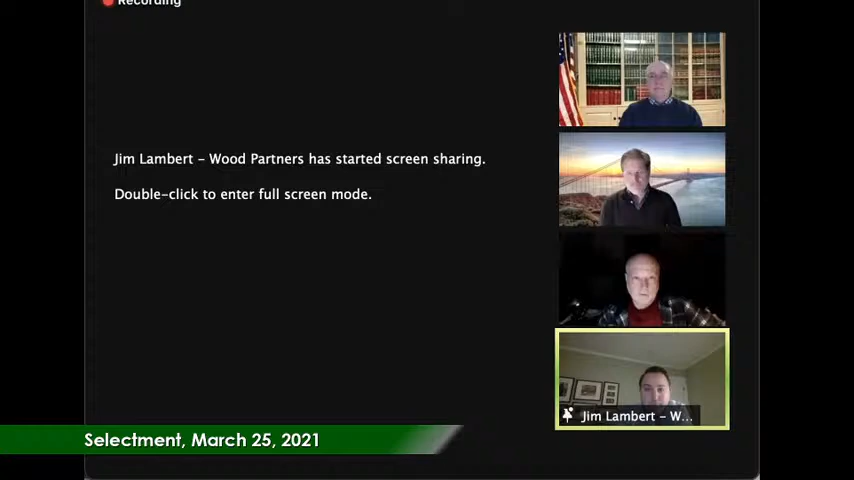 Recording
Jim Lambert - Wood Partners has started screen sharing.
Double-click to enter full screen mode.
Jim Lambert - W...
Selectment, March 25, 2021